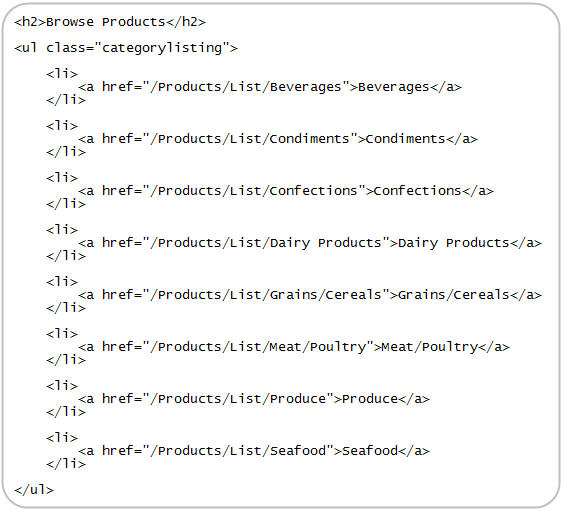 <h2>Browse Products</h2>
<ul class="categorylisting">
<li>
<a href="/Products/List/Beverages">Beverages</a>
</li>
<li>
<a href="/Products/List/Condiments">Condiments</a>
</li>
<li>
<a href="/Products/List/Confections">Confections</a>
</li>
<li>
<a href="/Products/List/Dairy Products">Dairy Products</a>
</li>
<li>
<a href="/Products/List/Grains/Cereals">Grains/Cereals</a>
</li>
<li>
<a href="/Products/List/Meat/Poultry">Meat/Poultry</a>
</li>
<li>
<a href="/Products/List/Produce">Produce</a>
</li>
<li>
<a href="/Products/List/Seafood">Seafood</a>
</li>
</ul>